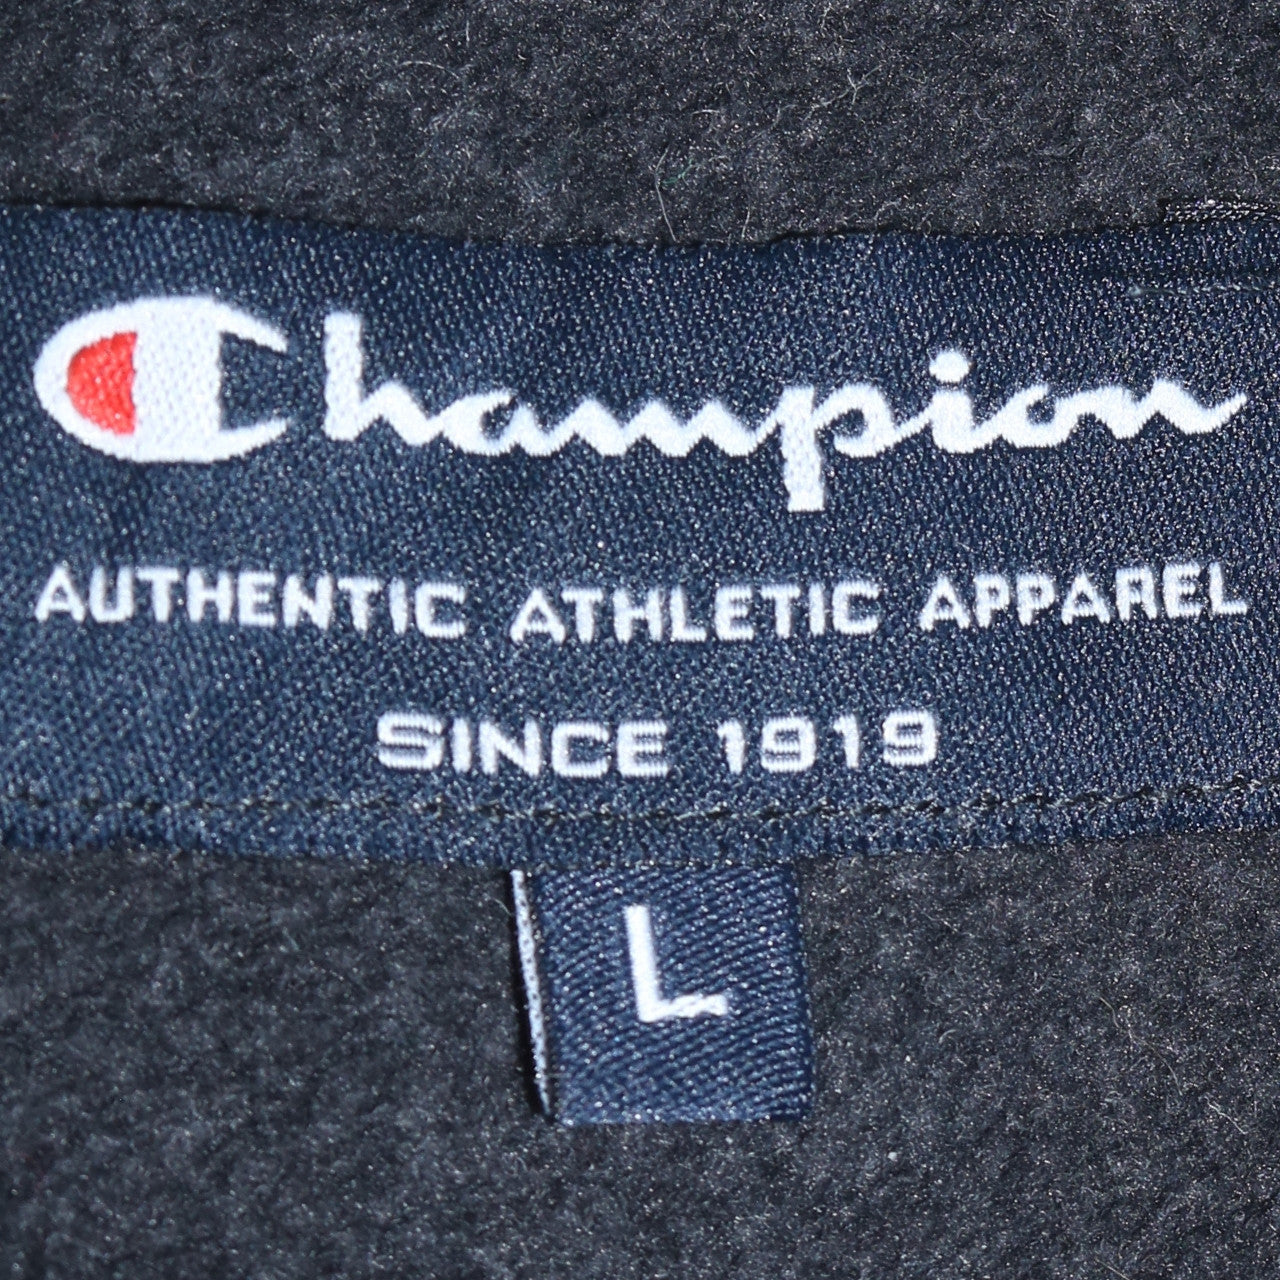 Champion
AUTHENTIC ATHLETIC APPAREL
SINCE 1919
L